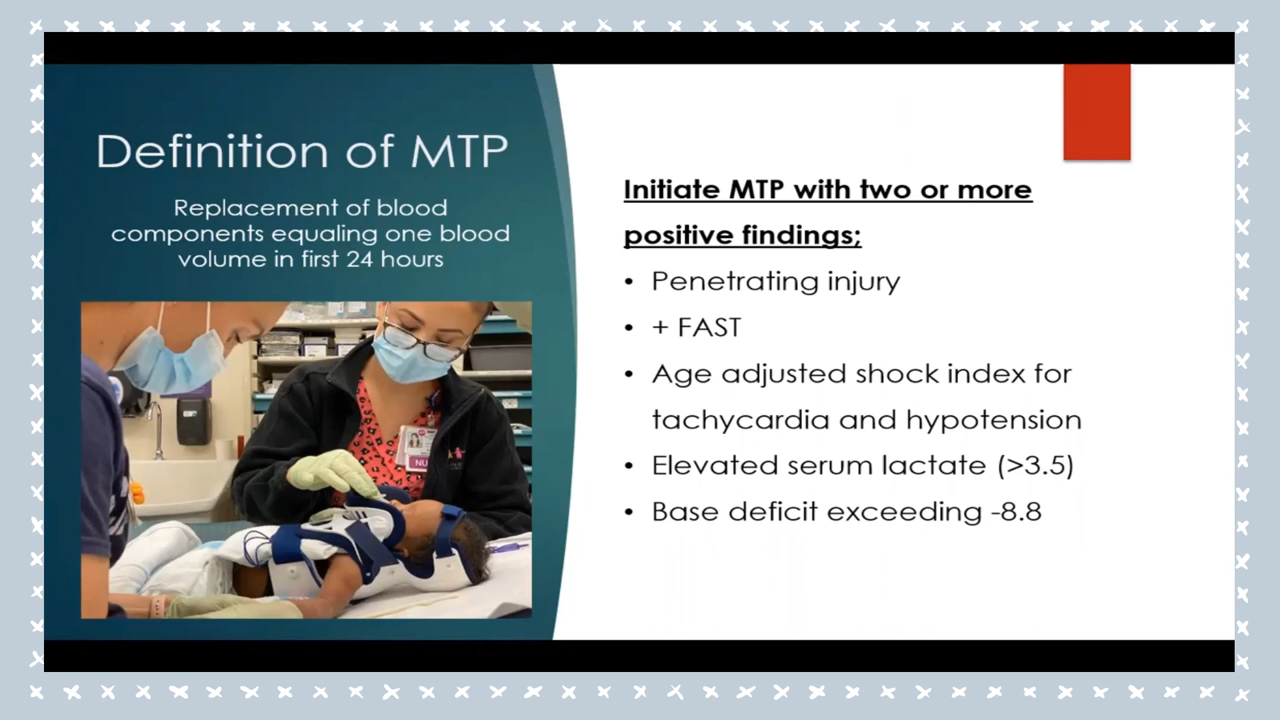 Definition of MTP
Replacement of blood
components equaling one blood
volume in first 24 hours
NU
Initiate MTP with two or more
positive findings;
• Penetrating injury
• + FAST
• Age adjusted shock index for
tachycardia and hypotension
• Elevated serum lactate (>3.5)
• Base deficit exceeding -8.8